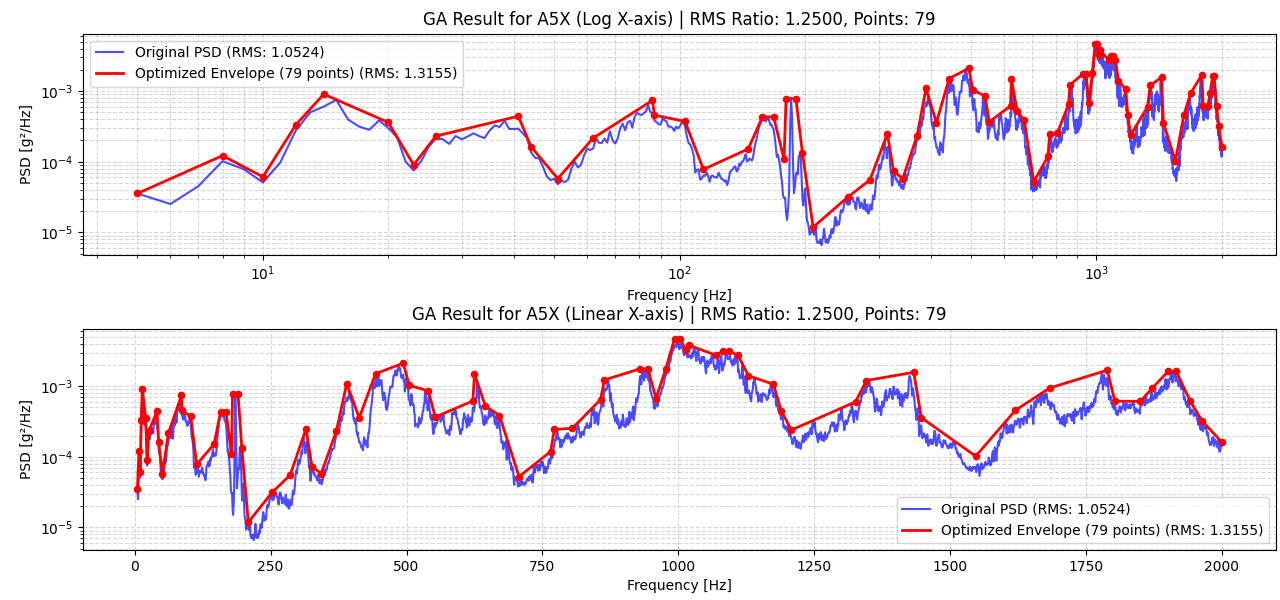 GA Result for A5X (Log X-axis) | RMS Ratio: 1.2500, Points: 79
Original PSD (RMS: 1.0524)
Optimized Envelope (79 points) (RMS: 1.3155)
PSD [g²/Hz]
10⁻³
10⁻⁴
10⁻⁵
10¹ 10² 10³
Frequency [Hz]
GA Result for A5X (Linear X-axis) | RMS Ratio: 1.2500, Points: 79
PSD [g²/Hz]
10⁻³
10⁻⁴
10⁻⁵
Original PSD (RMS: 1.0524)
Optimized Envelope (79 points) (RMS: 1.3155)
0 250 500 750 1000 1250 1500 1750 2000
Frequency [Hz]